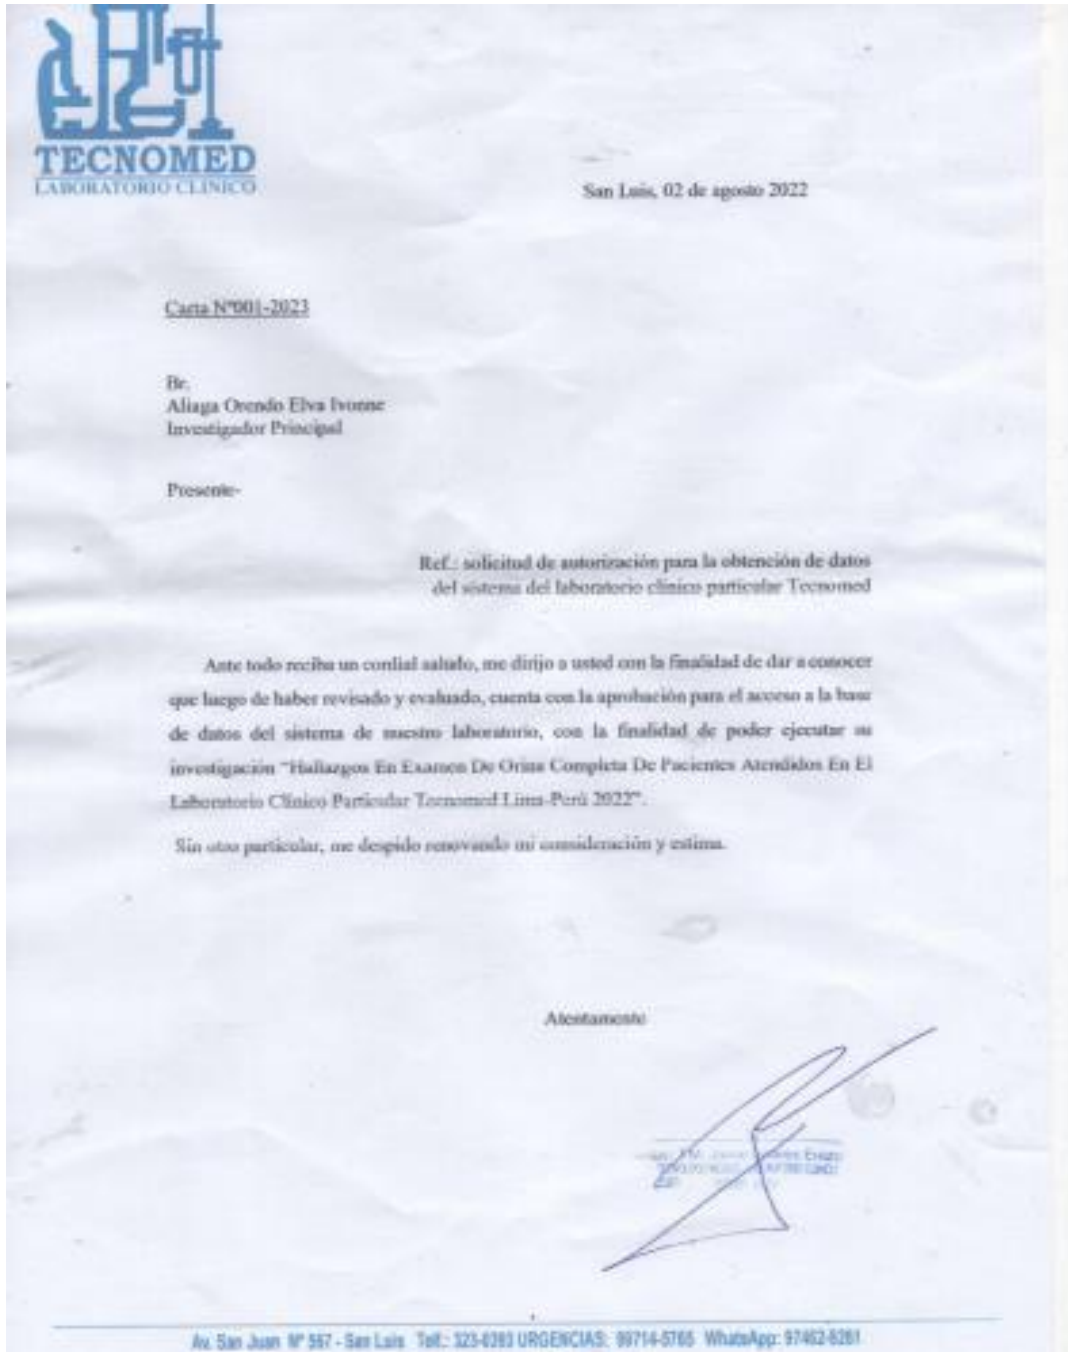 TECNOMED
LABORATORIO CLINICO
San Luis, 02 de agosto 2022
Carta N°001-2023
Br.
Aliaga Orendo Elva Ivonne
Investigador Principal
Presente-
Ref.: solicitud de autorización para la obtención de datos
del sistema del laboratorio clínico particular Tecnomed
Ante todo reciba un cordial saludo, me dirijo a usted con la finalidad de dar a conocer
que luego de haber revisado y evaluado, cuenta con la aprobación para el acceso a la base
de datos del sistema de nuestro laboratorio, con la finalidad de poder ejecutar su
investigación "Hallazgos En Examen De Orina Completa De Pacientes Atendidos En El
Laboratorio Clínico Particular Tecnomed Lima-Perú 2022".
Sin otro particular, me despido renovando mi consideración y estima.
Atentamente
Av. San Juan N° 567 - San Luis Telf.: 323-0393 URGENCIAS: 99714-5765 WhatsApp: